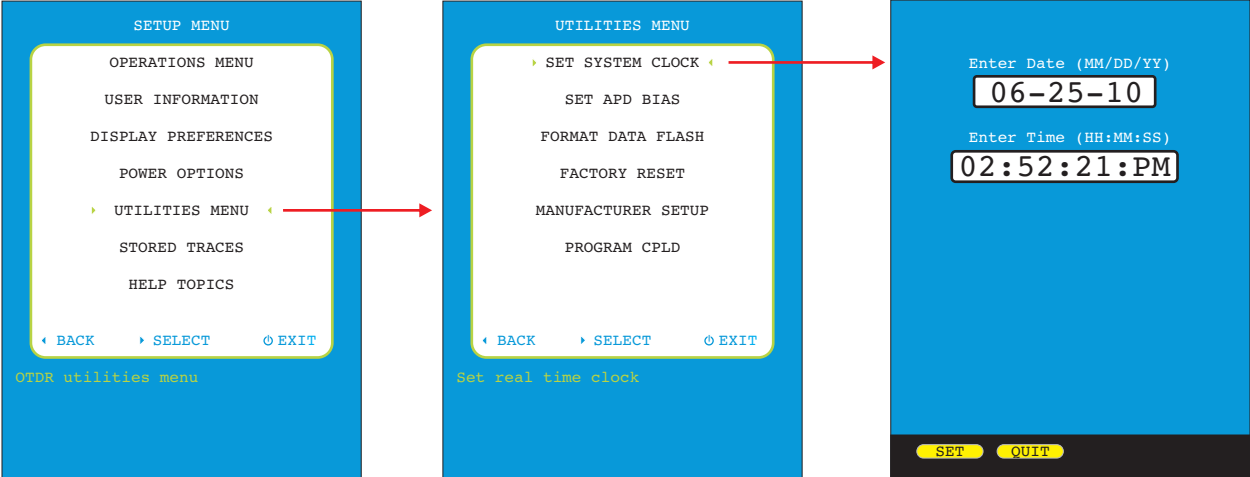 SETUP MENU
OPERATIONS MENU
USER INFORMATION
DISPLAY PREFERENCES
POWER OPTIONS
UTILITIES MENU
STORED TRACES
HELP TOPICS
BACK SELECT EXIT
OTDR utilities menu
UTILITIES MENU
SET SYSTEM CLOCK
SET APD BIAS
FORMAT DATA FLASH
FACTORY RESET
MANUFACTURER SETUP
PROGRAM CPLD
BACK SELECT EXIT
Set real time clock
Enter Date (MM/DD/YY)
06-25-10
Enter Time (HH:MM:SS)
02:52:21:PM
SET QUIT